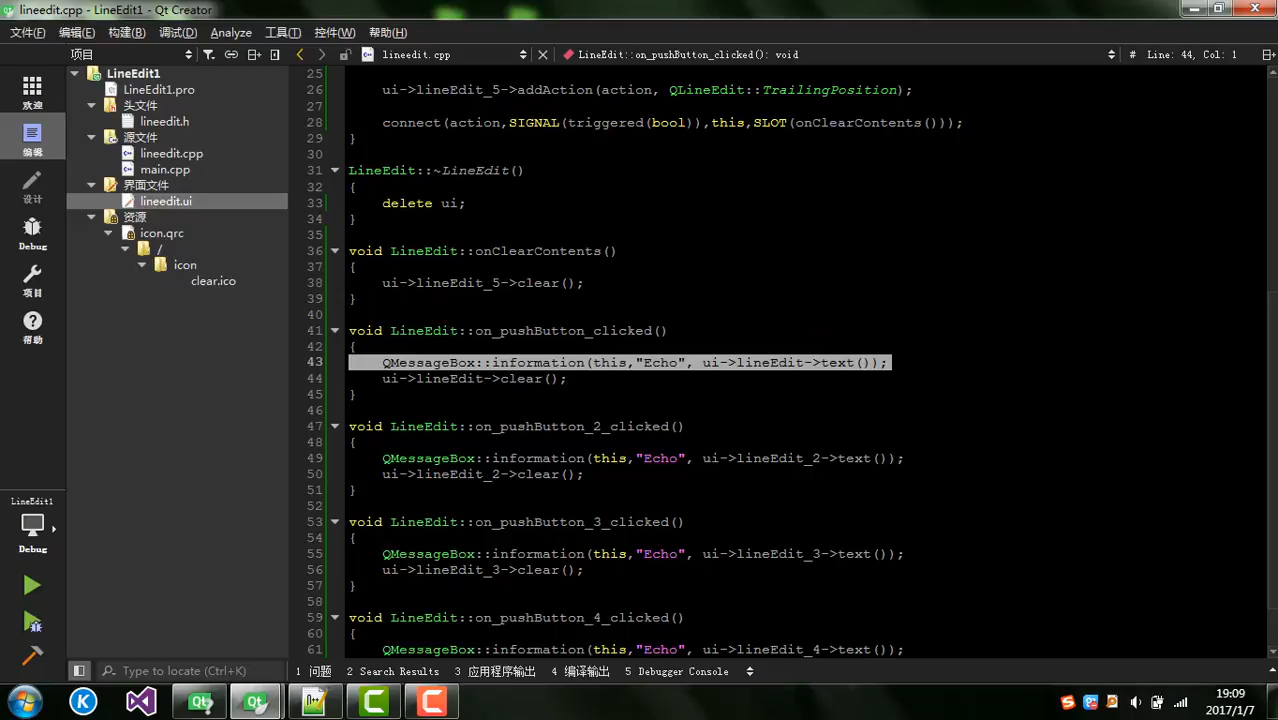 lineedit.cpp - LineEdit1 - Qt Creator
文件(F) 编辑(E) 构建(B) 调试(D) Analyze 工具(T) 控件(W) 帮助(H)
项目 lineedit.cpp LineEdit::on_pushButton_clicked(): void # Line: 44, Col: 1
欢迎
编辑
设计
Debug
项目
帮助
LineEdit1
Debug
LineEdit1
LineEdit1.pro
头文件
lineedit.h
源文件
lineedit.cpp
main.cpp
界面文件
lineedit.ui
资源
icon.qrc
/
icon
clear.ico
25
26 ui->lineEdit_5->addAction(action, QLineEdit::TrailingPosition);
27
28 connect(action,SIGNAL(triggered(bool)),this,SLOT(onClearContents()));
29 }
30
31 LineEdit::~LineEdit()
32 {
33 delete ui;
34 }
35
36 void LineEdit::onClearContents()
37 {
38 ui->lineEdit_5->clear();
39 }
40
41 void LineEdit::on_pushButton_clicked()
42 {
43 QMessageBox::information(this,"Echo", ui->lineEdit->text());
44 ui->lineEdit->clear();
45 }
46
47 void LineEdit::on_pushButton_2_clicked()
48 {
49 QMessageBox::information(this,"Echo", ui->lineEdit_2->text());
50 ui->lineEdit_2->clear();
51 }
52
53 void LineEdit::on_pushButton_3_clicked()
54 {
55 QMessageBox::information(this,"Echo", ui->lineEdit_3->text());
56 ui->lineEdit_3->clear();
57 }
58
59 void LineEdit::on_pushButton_4_clicked()
60 {
61 QMessageBox::information(this,"Echo", ui->lineEdit_4->text());
Type to locate (Ctrl+K) 1 问题 2 Search Results 3 应用程序输出 4 编译输出 5 Debugger Console
19:09
2017/1/7